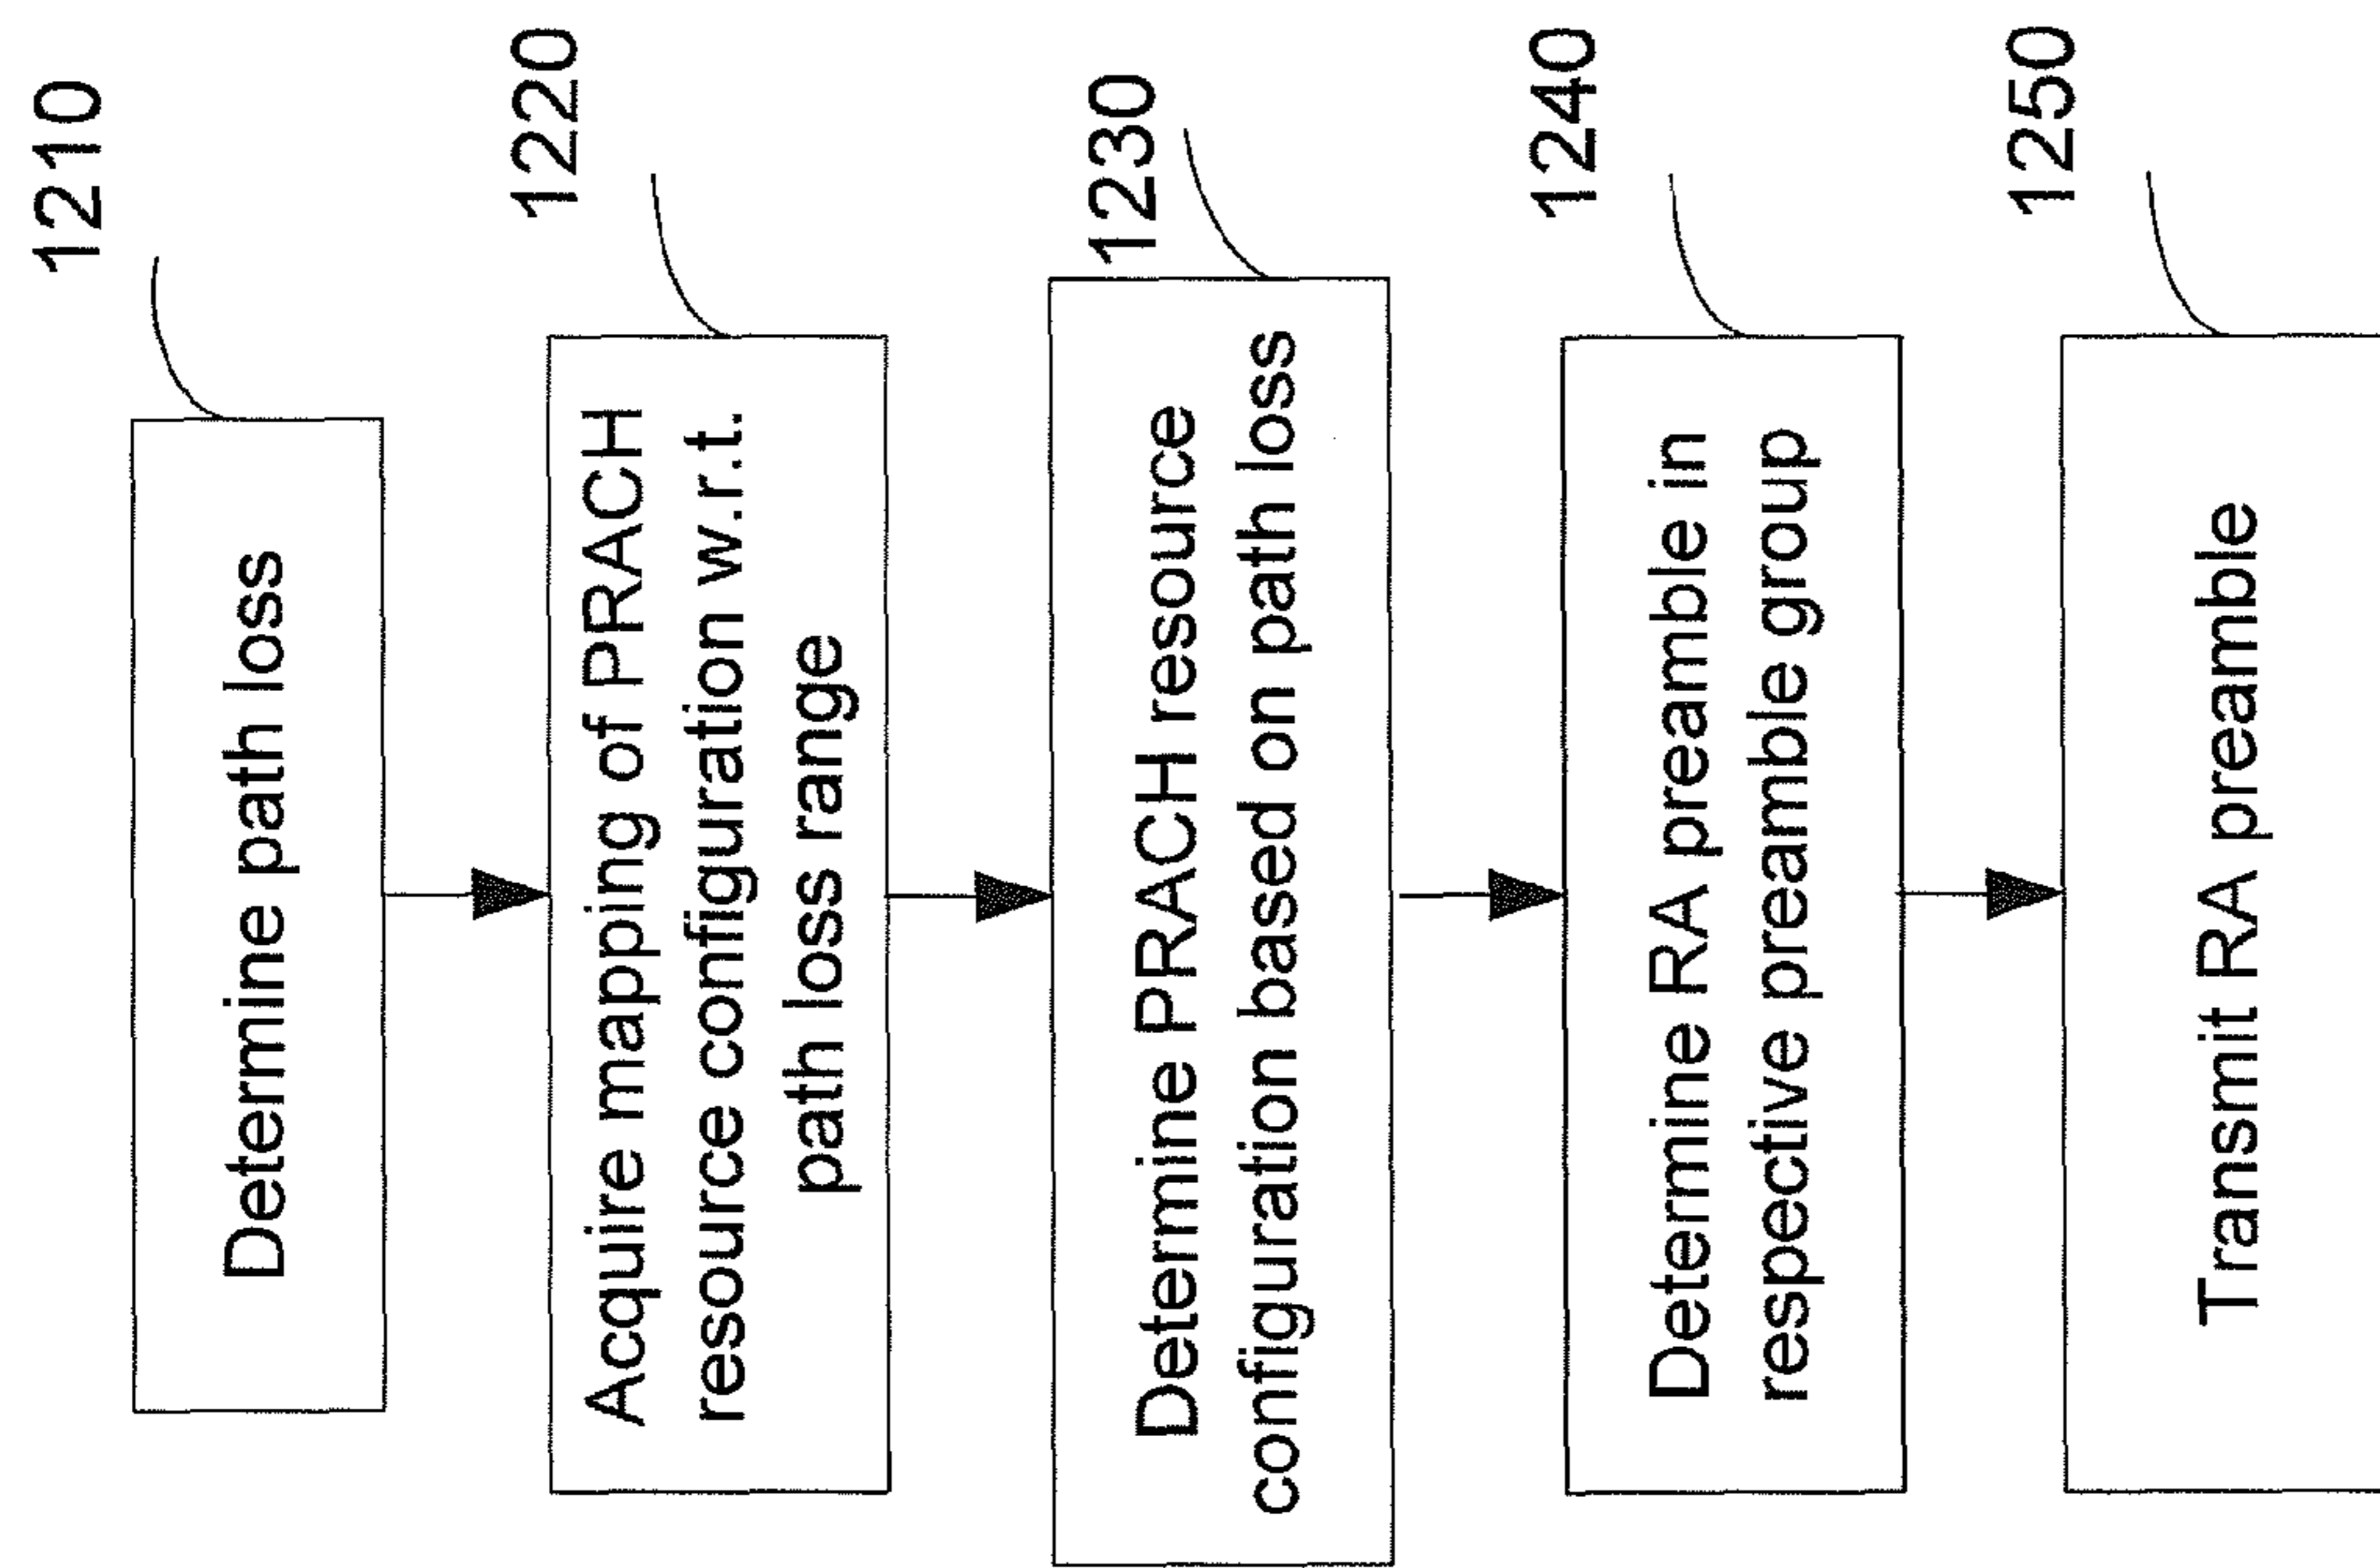 1210
Determine path loss
1220
Acquire mapping of PRACH
resource configuration w.r.t.
path loss range
1230
Determine PRACH resource
configuration based on path loss
1240
Determine RA preamble in
respective preamble group
1250
Transmit RA preamble